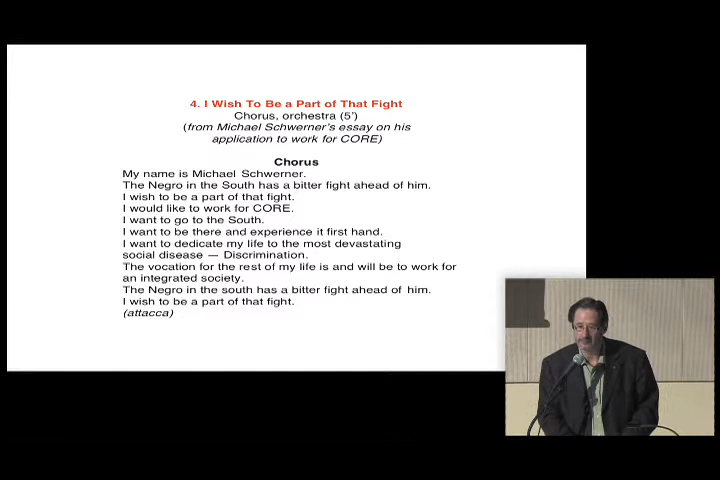 4. I Wish To Be a Part of That Fight
Chorus, orchestra (5')
(from Michael Schwerner's essay on his
application to work for CORE)
Chorus
My name is Michael Schwerner.
The Negro in the South has a bitter fight ahead of him.
I wish to be a part of that fight.
I would like to work for CORE.
I want to go to the South.
I want to be there and experience it first hand.
I want to dedicate my life to the most devastating
social disease — Discrimination.
The vocation for the rest of my life is and will be to work for
an integrated society.
The Negro in the south has a bitter fight ahead of him.
I wish to be a part of that fight.
(attacca)